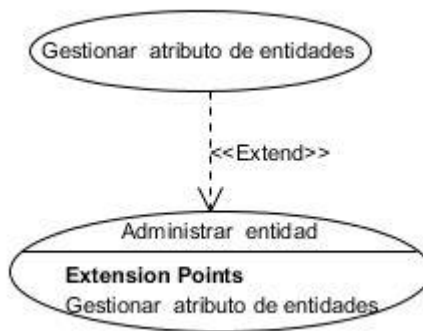 Gestionar atributo de entidades
<<Extend>>
Administrar entidad
Extension Points
Gestionar atributo de entidades